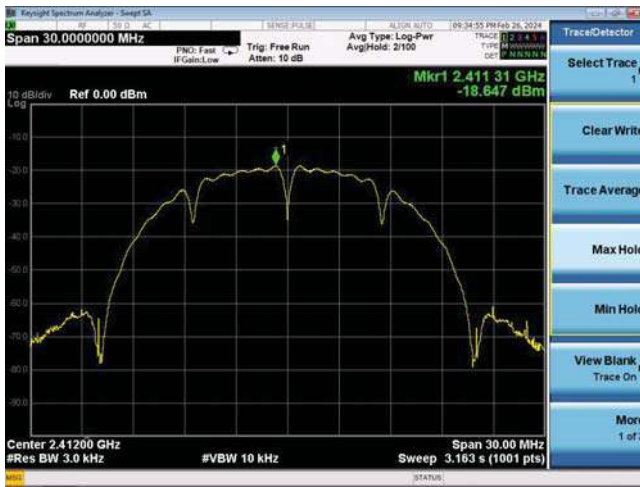 Keysight Spectrum Analyzer - Swept SA
RF 50 Ω AC SENSE:PULSE ALIGN AUTO 09:34:55 PM Feb 26, 2024
Span 30.0000000 MHz
PNO: Fast
IFGain:Low
Trig: Free Run
Atten: 10 dB
Avg Type: Log-Pwr
Avg|Hold: 2/100
TRACE 1 2 3 4 5 6
TYPE M
DET P N N N N N
Mkr1 2.411 31 GHz
-18.647 dBm
10 dB/div Ref 0.00 dBm
Log
-10.0
-20.0
-30.0
-40.0
-50.0
-60.0
-70.0
-80.0
-90.0
1
Center 2.41200 GHz
Span 30.00 MHz
#Res BW 3.0 kHz
#VBW 10 kHz
Sweep 3.163 s (1001 pts)
MSG
STATUS
Trace/Detector
Select Trace
1
Clear Write
Trace Average
Max Hold
Min Hold
View Blank
Trace On
More
1 of